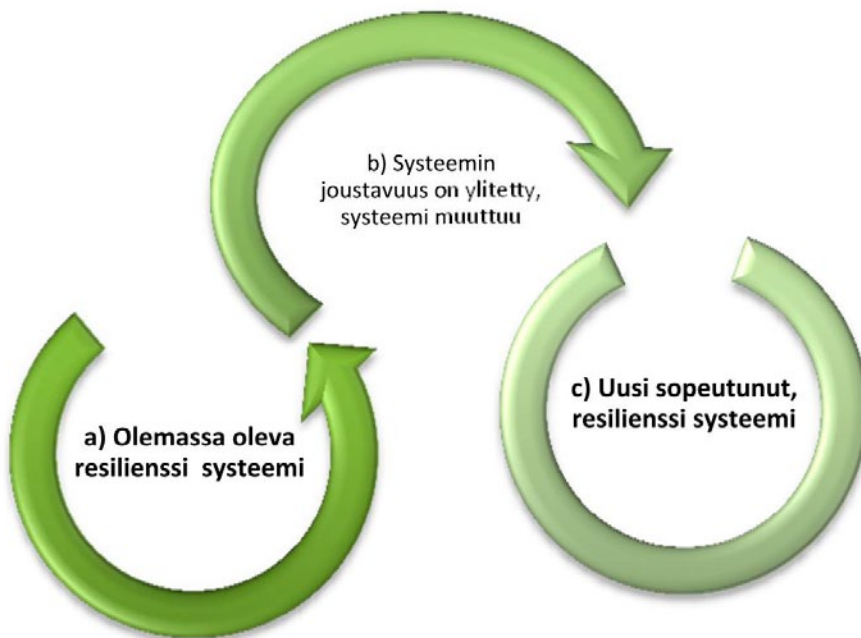 b) Systeemin
joustavuus on ylitetty,
systeemi muuttuu
a) Olemassa oleva
resilienssi systeemi
c) Uusi sopeutunut,
resilienssi systeemi